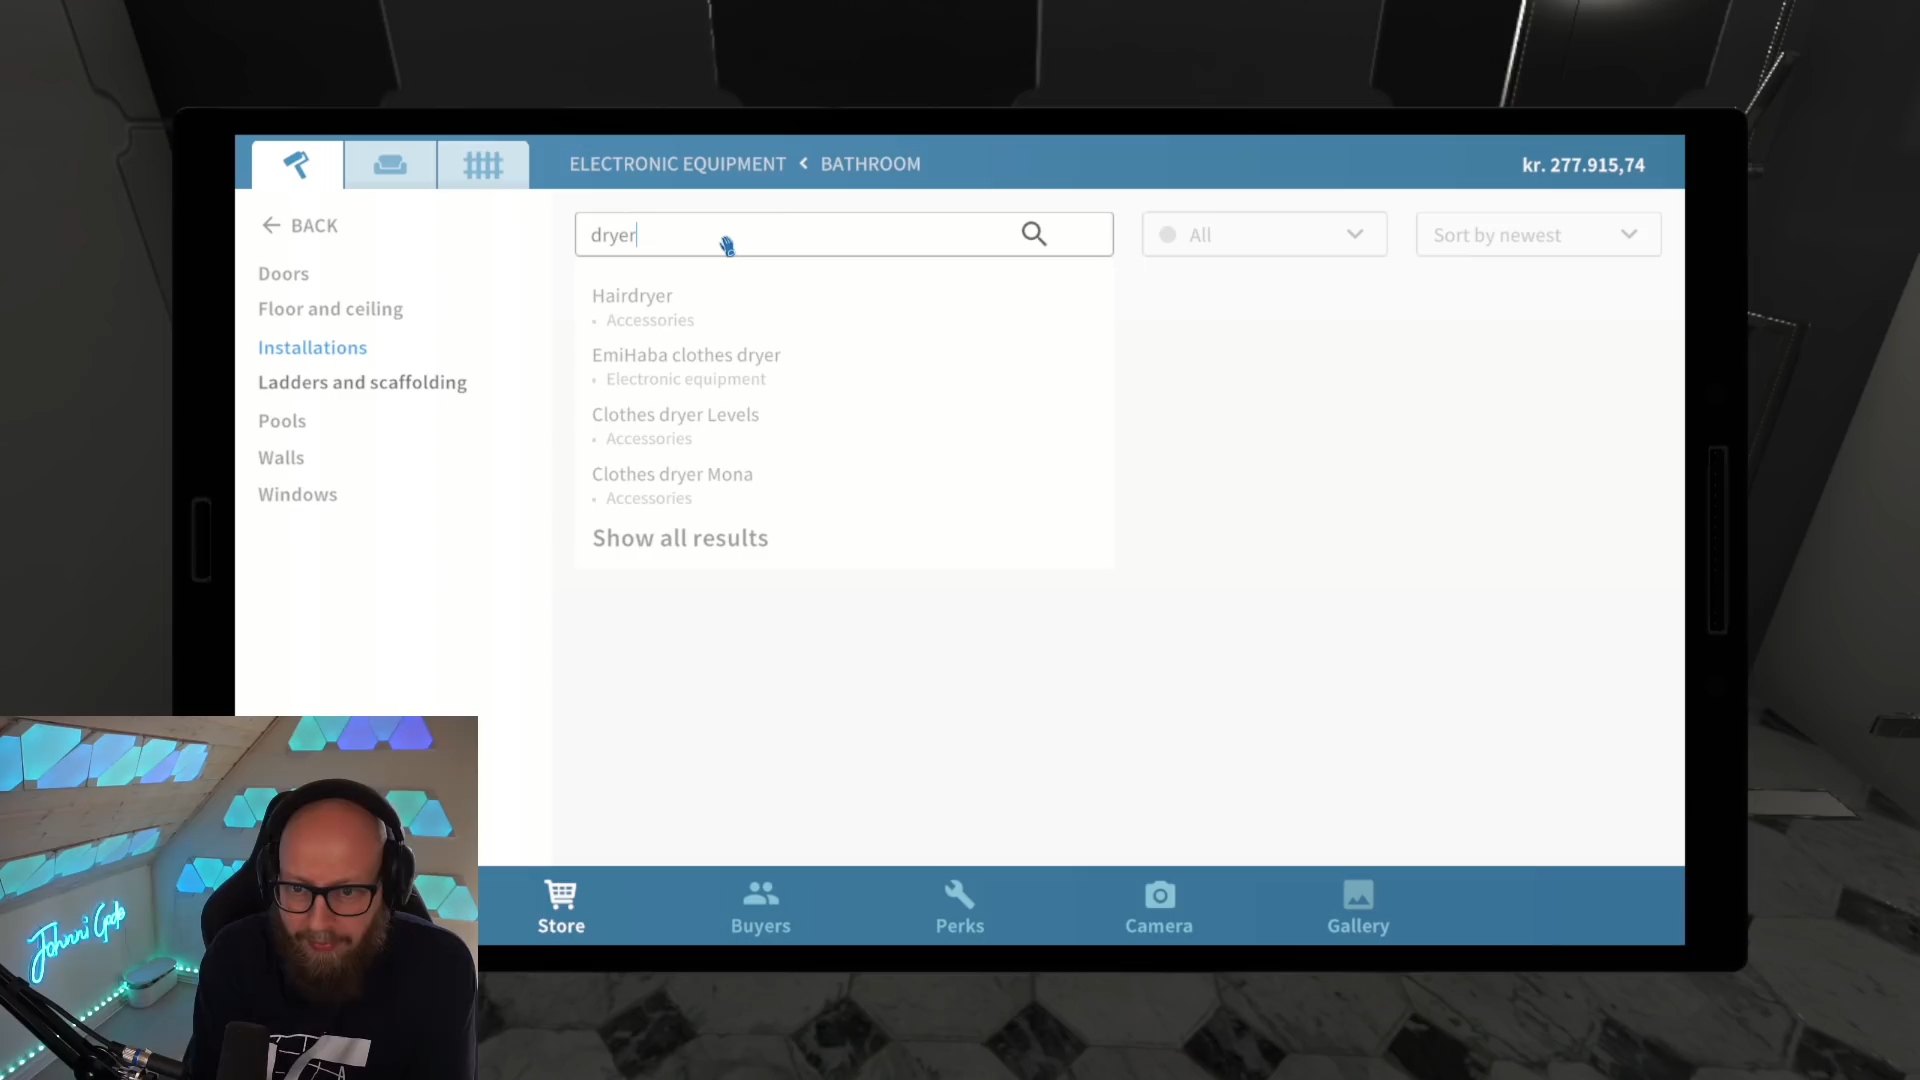 ELECTRONIC EQUIPMENT < BATHROOM
kr. 277.915,74
BACK
dryer
All
Sort by newest
Doors
Floor and ceiling
Installations
Ladders and scaffolding
Pools
Walls
Windows
Hairdryer
• Accessories
EmiHaba clothes dryer
• Electronic equipment
Clothes dryer Levels
• Accessories
Clothes dryer Mona
• Accessories
Show all results
Johnni Gade
Store
Buyers
Perks
Camera
Gallery